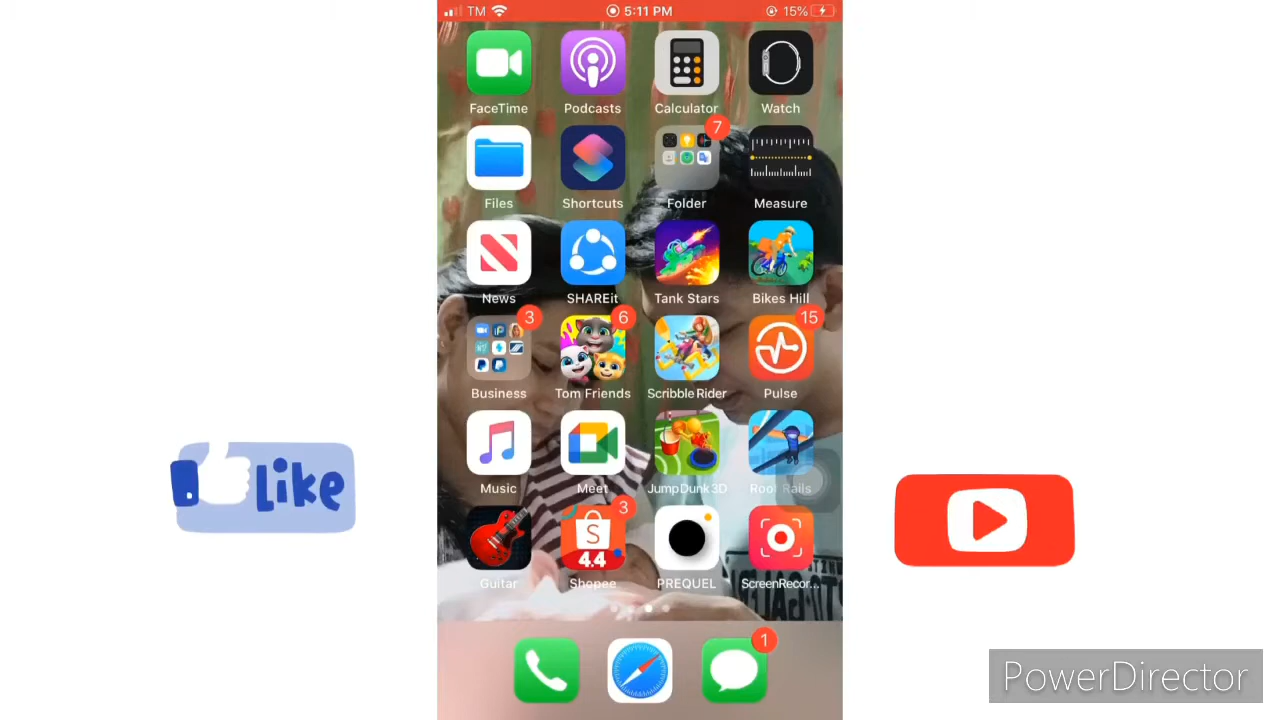 TM 5:11 PM 15%
FaceTime Podcasts Calculator Watch
7
Files Shortcuts Folder Measure
News SHAREit Tank Stars Bikes Hill
3 6 15
Business Tom Friends Scribble Rider Pulse
Music Meet JumpDunk3D Roof Rails
3
S
4.4
Guitar Shopee PREQUEL ScreenRecor...
1
Like
PowerDirector